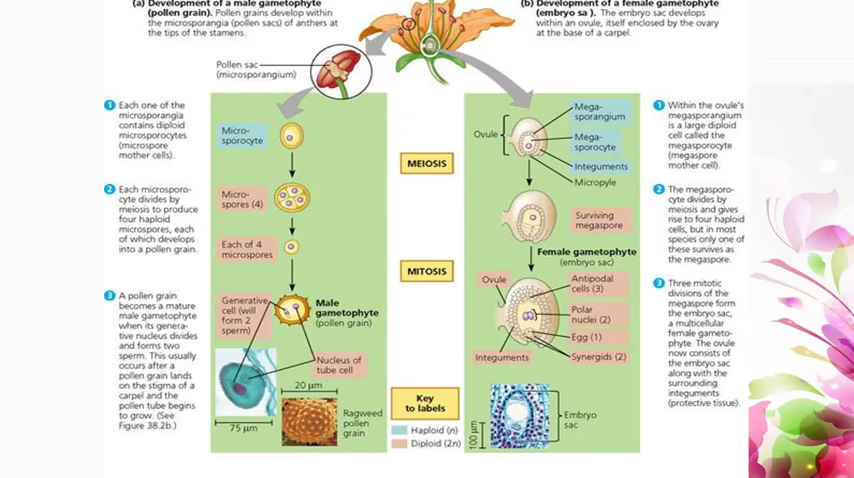 (a) Development of a male gametophyte
(pollen grain). Pollen grains develop within
the microsporangia (pollen sacs) of anthers at
the tips of the stamens.
(b) Development of a female gametophyte
(embryo sa ). The embryo sac develops
within an ovule, itself enclosed by the ovary
at the base of a carpel.
Pollen sac
(microsporangium)
1 Each one of the
microsporangia
contains diploid
microsporocytes
(microspore
mother cells).
2 Each microsporo-
cyte divides by
meiosis to produce
four haploid
microspores, each
of which develops
into a pollen grain.
3 A pollen grain
becomes a mature
male gametophyte
when its genera-
tive nucleus divides
and forms two
sperm. This usually
occurs after a
pollen grain lands
on the stigma of a
carpel and the
pollen tube begins
to grow. (See
Figure 38.2b.)
Micro-
sporocyte
Micro-
spores (4)
Each of 4
microspores
Generative
cell (will
form 2
sperm)
Male
gametophyte
(pollen grain)
Nucleus of
tube cell
20 µm
75 µm
Ragweed
pollen
grain
MEIOSIS
MITOSIS
Key
to labels
Haploid (n)
Diploid (2n)
Ovule
Mega-
sporangium
Mega-
sporocyte
Integuments
Micropyle
Surviving
megaspore
Female gametophyte
(embryo sac)
Ovule
Antipodal
cells (3)
Polar
nuclei (2)
Egg (1)
Synergids (2)
Integuments
Embryo
sac
100 µm
1 Within the ovule's
megasporangium
is a large diploid
cell called the
megasporocyte
(megaspore
mother cell).
2 The megasporo-
cyte divides by
meiosis and gives
rise to four haploid
cells, but in most
species only one of
these survives as
the megaspore.
3 Three mitotic
divisions of the
megaspore form
the embryo sac,
a multicellular
female gameto-
phyte. The ovule
now consists of
the embryo sac
along with the
surrounding
integuments
(protective tissue).